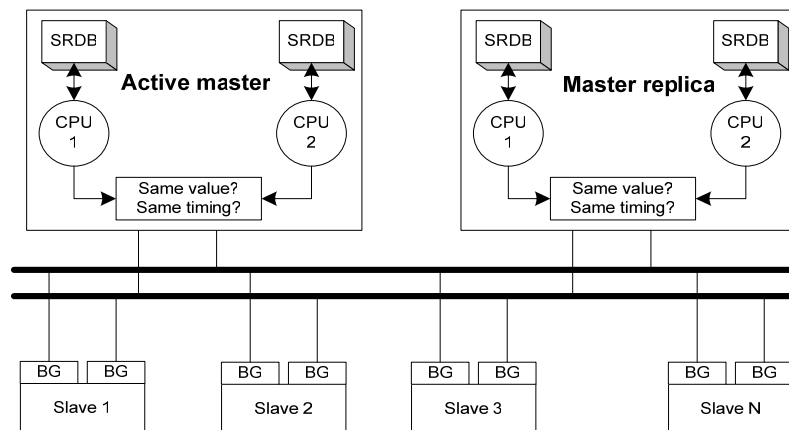 SRDB
SRDB
SRDB
SRDB
Active master
Master replica
CPU
1
CPU
2
CPU
1
CPU
2
Same value?
Same timing?
Same value?
Same timing?
BG
BG
BG
BG
BG
BG
BG
BG
Slave 1
Slave 2
Slave 3
Slave N